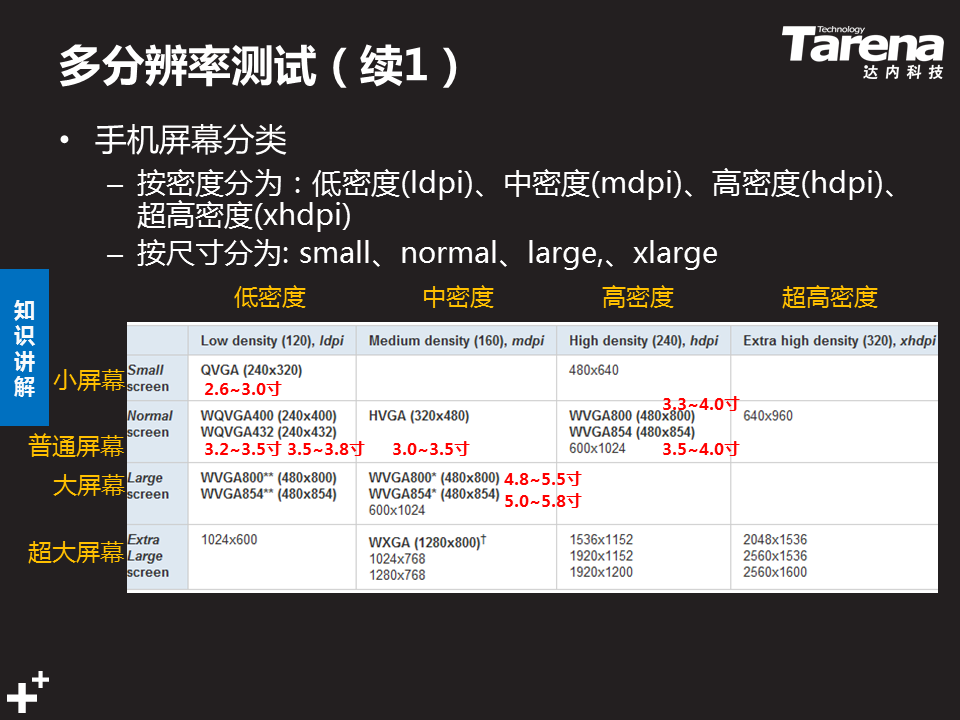 多分辨率测试（续1）
Technology
Tarena
达内科技
• 手机屏幕分类
– 按密度分为：低密度(ldpi)、中密度(mdpi)、高密度(hdpi)、
超高密度(xhdpi)
– 按尺寸分为: small、normal、large,、xlarge
知识讲解
低密度 中密度 高密度 超高密度
Low density (120), ldpi Medium density (160), mdpi High density (240), hdpi Extra high density (320), xhdpi
小屏幕
Small screen
QVGA (240x320)
2.6~3.0寸
480x640
普通屏幕
Normal screen
WQVGA400 (240x400)
WQVGA432 (240x432)
3.2~3.5寸 3.5~3.8寸
HVGA (320x480)
3.0~3.5寸
3.3~4.0寸
WVGA800 (480x800)
WVGA854 (480x854)
600x1024
3.5~4.0寸
640x960
大屏幕
Large screen
WVGA800** (480x800)
WVGA854** (480x854)
WVGA800* (480x800) 4.8~5.5寸
WVGA854* (480x854) 5.0~5.8寸
600x1024
超大屏幕
Extra Large screen
1024x600
WXGA (1280x800)†
1024x768
1280x768
1536x1152
1920x1152
1920x1200
2048x1536
2560x1536
2560x1600